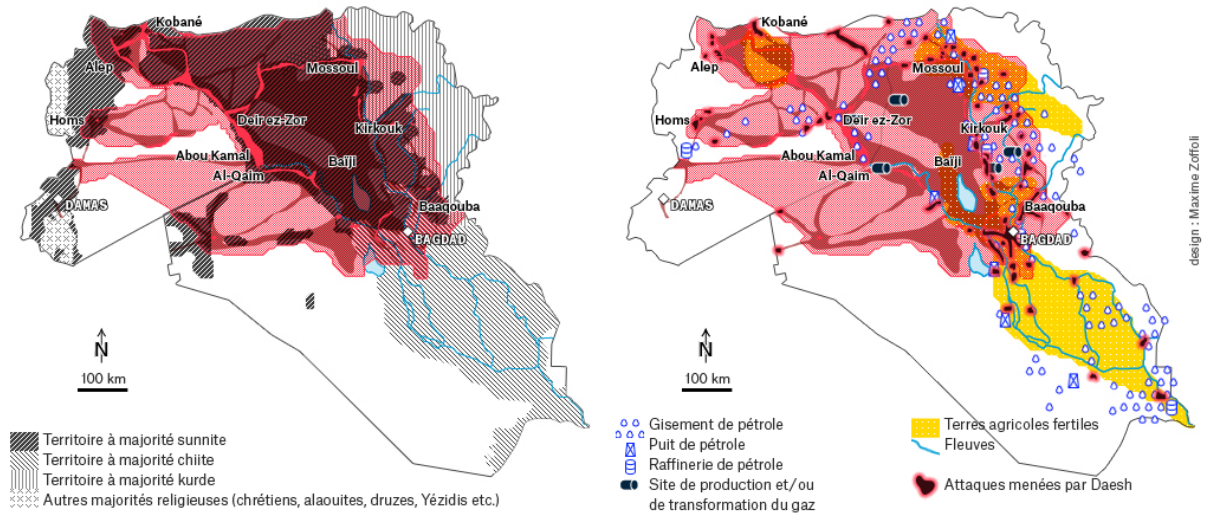 Kobané
Alep
Mossoul
Homs
Deir ez-Zor
Kirkouk
Abou Kamal
Baïji
Al-Qaim
DAMAS
Baaqouba
BAGDAD
N
100 km
Territoire à majorité sunnite
Territoire à majorité chiite
Territoire à majorité kurde
Autres majorités religieuses (chrétiens, alaouites, druzes, Yézidis etc.)
Kobané
Alep
Mossoul
Homs
Deir ez-Zor
Kirkouk
Abou Kamal
Baïji
Al-Qaim
DAMAS
Baaqouba
BAGDAD
N
100 km
Gisement de pétrole
Puit de pétrole
Raffinerie de pétrole
Site de production et/ou
de transformation du gaz
Terres agricoles fertiles
Fleuves
Attaques menées par Daesh
design : Maxime Zoffoli